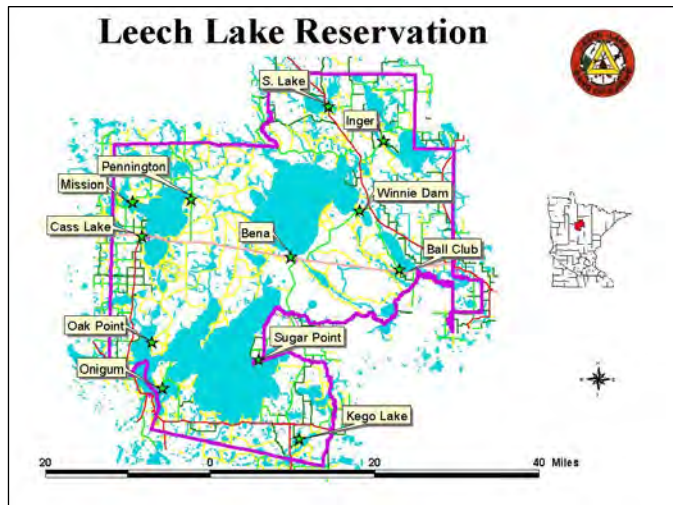 Leech Lake Reservation
S. Lake
Inger
Pennington
Mission
Winnie Dam
Cass Lake
Bena
Ball Club
Oak Point
Sugar Point
Onigum
Kego Lake
20 0 20 40 Miles